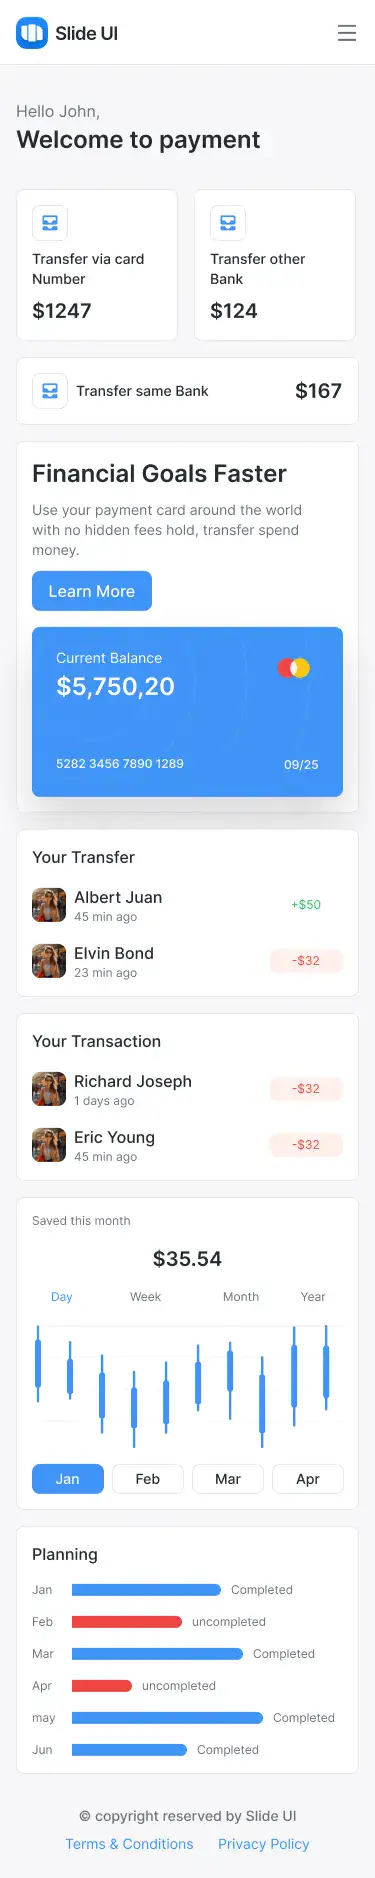 Slide UI
Hello John,
Welcome to payment
Transfer via card
Number
$1247
Transfer other
Bank
$124
Transfer same Bank
$167
Financial Goals Faster
Use your payment card around the world
with no hidden fees hold, transfer spend
money.
Learn More
Current Balance
$5,750,20
5282 3456 7890 1289
09/25
Your Transfer
Albert Juan
45 min ago
+$50
Elvin Bond
23 min ago
-$32
Your Transaction
Richard Joseph
1 days ago
-$32
Eric Young
45 min ago
-$32
Saved this month
$35.54
Day Week Month Year
Jan Feb Mar Apr
Planning
Jan Completed
Feb uncompleted
Mar Completed
Apr uncompleted
may Completed
Jun Completed
© copyright reserved by Slide UI
Terms & Conditions Privacy Policy